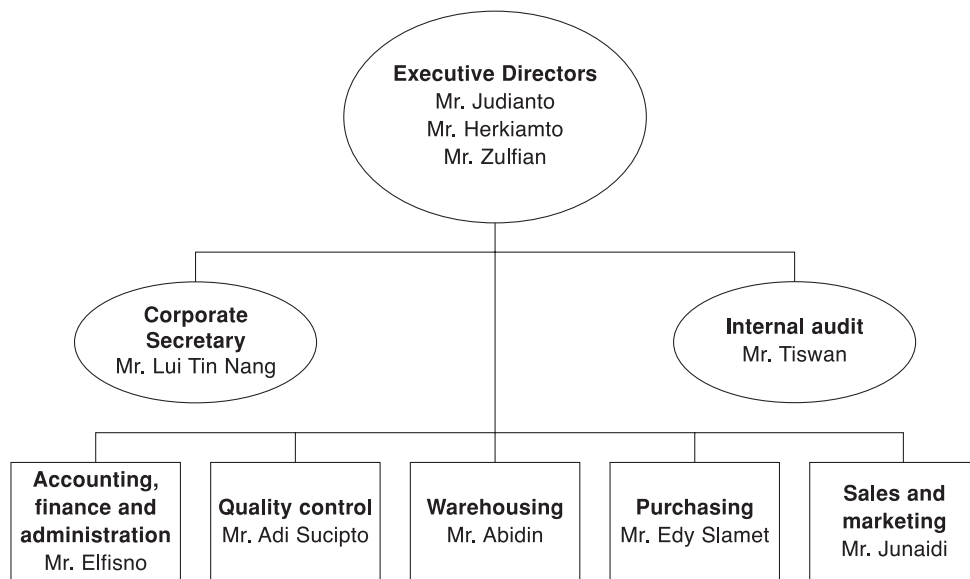 Executive Directors
Mr. Judianto
Mr. Herkiamto
Mr. Zulfian
Corporate
Secretary
Mr. Lui Tin Nang
Internal audit
Mr. Tiswan
Accounting,
finance and
administration
Mr. Elfisno
Quality control
Mr. Adi Sucipto
Warehousing
Mr. Abidin
Purchasing
Mr. Edy Slamet
Sales and
marketing
Mr. Junaidi